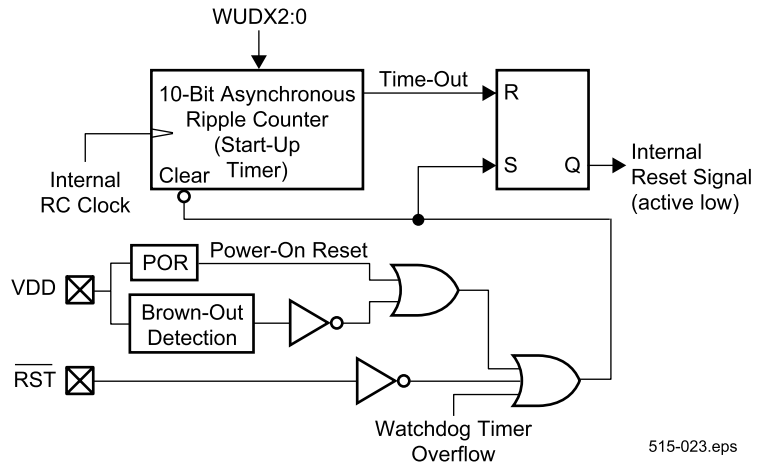 WUDX2:0
10-Bit Asynchronous
Ripple Counter
(Start-Up
Timer)
Clear
Time-Out
R
S
Q
Internal
Reset Signal
(active low)
Internal
RC Clock
VDD
POR
Power-On Reset
Brown-Out
Detection
RST
Watchdog Timer
Overflow
515-023.eps